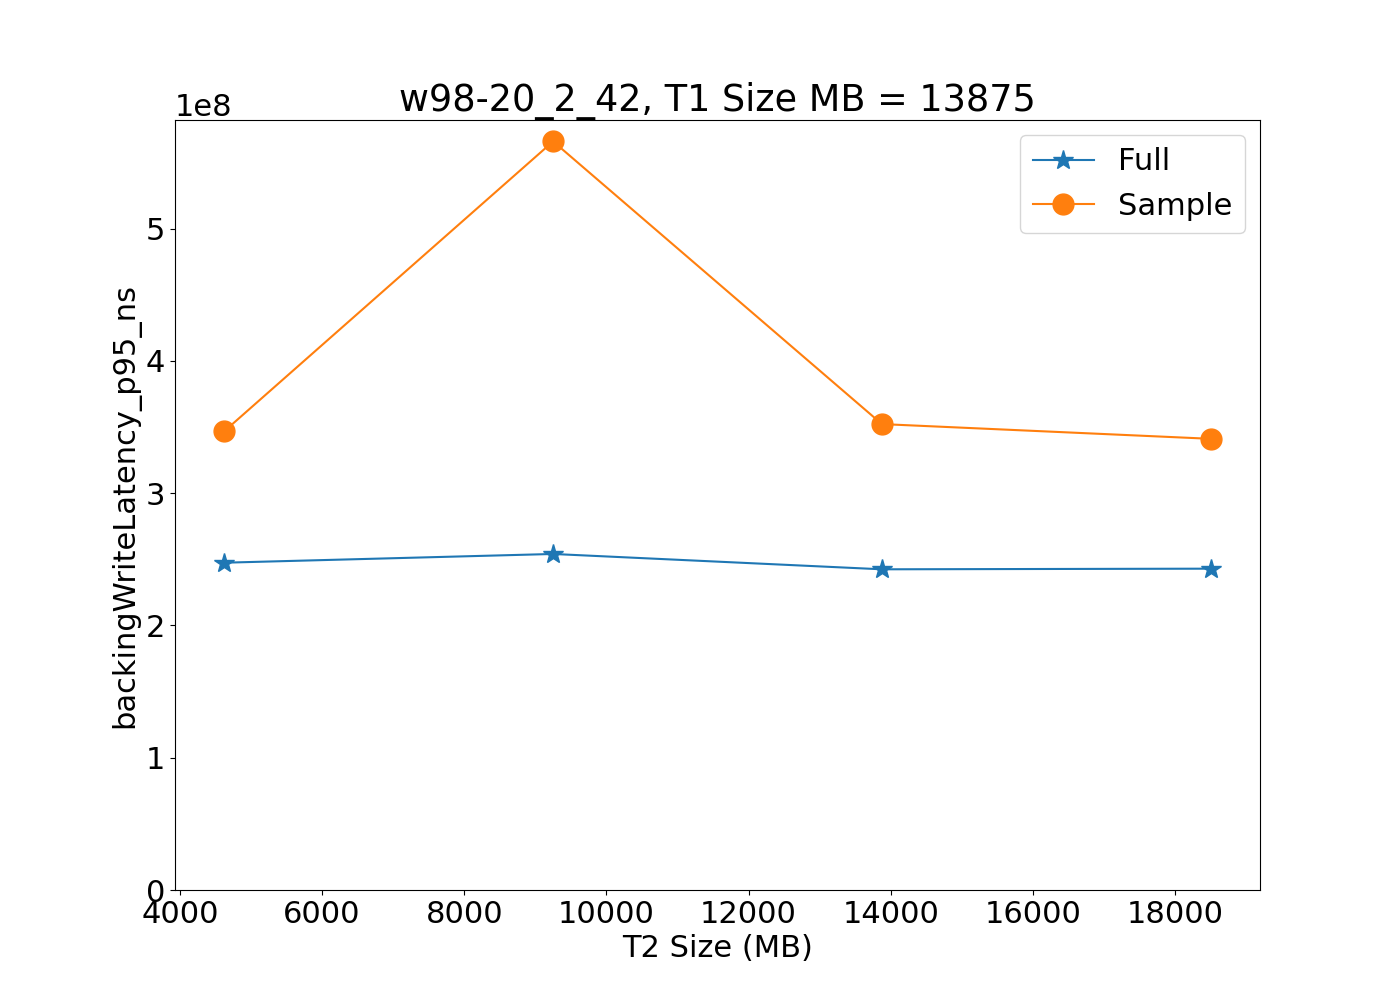 w98-20_2_42, T1 Size MB = 13875
1e8
Full
Sample
5
4
3
2
1
0
backingWriteLatency_p95_ns
4000 6000 8000 10000 12000 14000 16000 18000
T2 Size (MB)